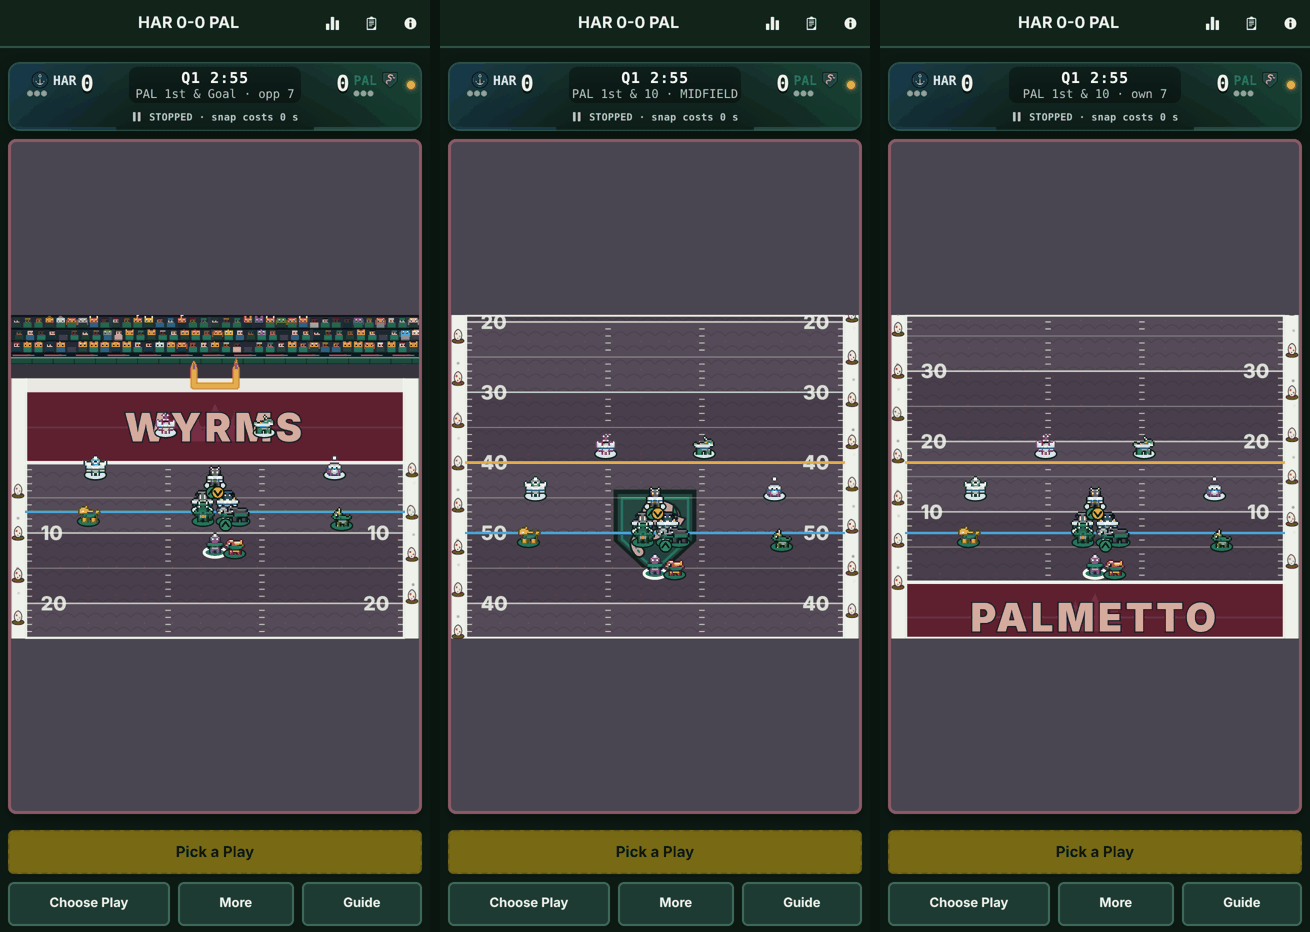 HAR 0-0 PAL
HAR 0
Q1 2:55
0 PAL
PAL 1st & Goal · opp 7
STOPPED · snap costs 0 s
WYRMS
10 10
20 20
Pick a Play
Choose Play
More
Guide
HAR 0-0 PAL
HAR 0
Q1 2:55
0 PAL
PAL 1st & 10 · MIDFIELD
STOPPED · snap costs 0 s
20 20
30 30
40 40
50 50
40 40
Pick a Play
Choose Play
More
Guide
HAR 0-0 PAL
HAR 0
Q1 2:55
0 PAL
PAL 1st & 10 · own 7
STOPPED · snap costs 0 s
30 30
20 20
10 10
PALMETTO
Pick a Play
Choose Play
More
Guide